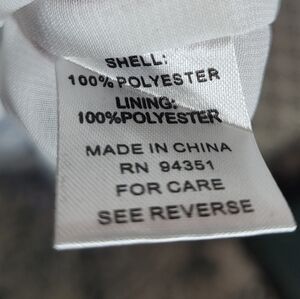 SHELL:
100% POLYESTER
LINING:
100%POLYESTER
MADE IN CHINA
RN 94351
FOR CARE
SEE REVERSE